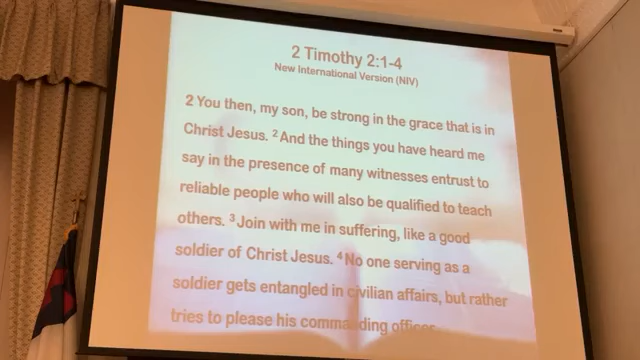 2 Timothy 2:1-4
New International Version (NIV)
2 You then, my son, be strong in the grace that is in
Christ Jesus. 2 And the things you have heard me
say in the presence of many witnesses entrust to
reliable people who will also be qualified to teach
others. 3 Join with me in suffering, like a good
soldier of Christ Jesus. 4 No one serving as a
soldier gets entangled in civilian affairs, but rather
tries to please his commanding officer